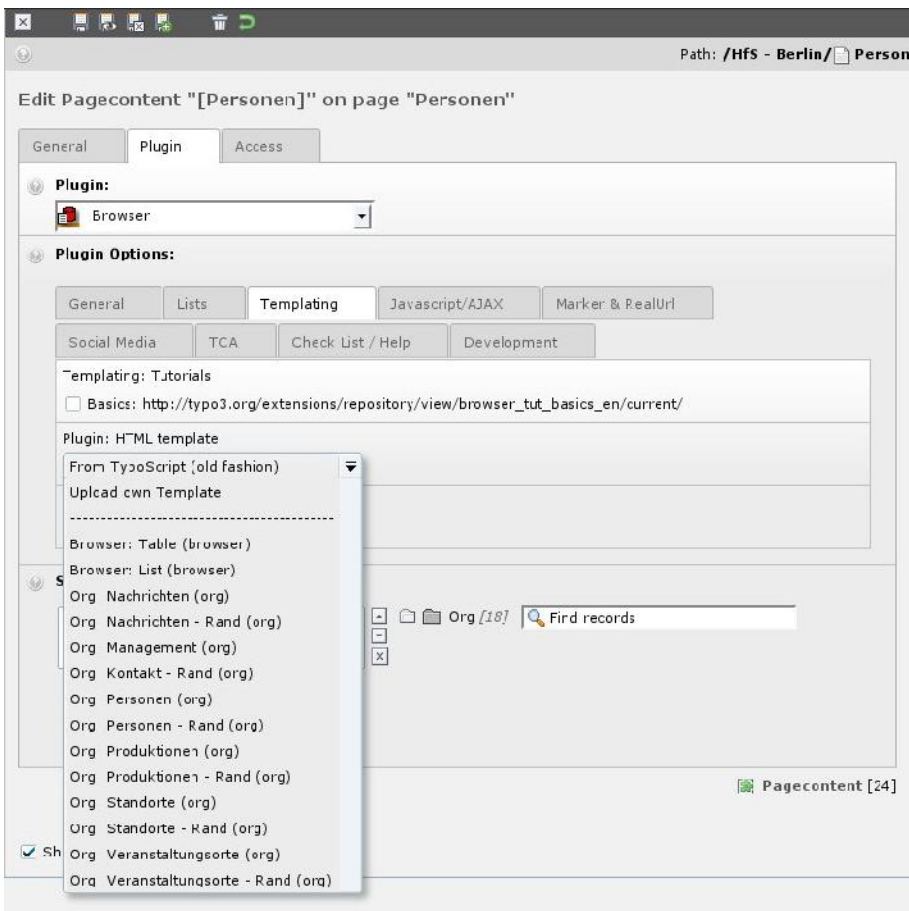 Path: /HfS - Berlin/ Person
Edit Pagecontent "[Personen]" on page "Personen"
General Plugin Access
Plugin:
Browser
Plugin Options:
General Lists Templating Javascript/AJAX Marker & RealUrl
Social Media TCA Check List / Help Development
Templating: Tutorials
Basics: http://typo3.org/extensions/repository/view/browser_tut_basics_en/current/
Plugin: HTML template
From TypoScript (old fashion)
Upload own Template
-------------------------------------------
Browser: Table (browser)
Browser: List (browser)
S
Org Nachrichten (org)
Org [18] Find records
Org Nachrichten - Rand (org)
Org Management (org)
Org Kontakt - Rand (org)
Org Personen (org)
Org Personen - Rand (org)
Org Produktionen (org)
Org Produktionen - Rand (org)
Pagecontent [24]
Org Standorte (org)
Org Standorte - Rand (org)
Sh
Org Veranstaltungsorte (org)
Org Veranstaltungsorte - Rand (org)